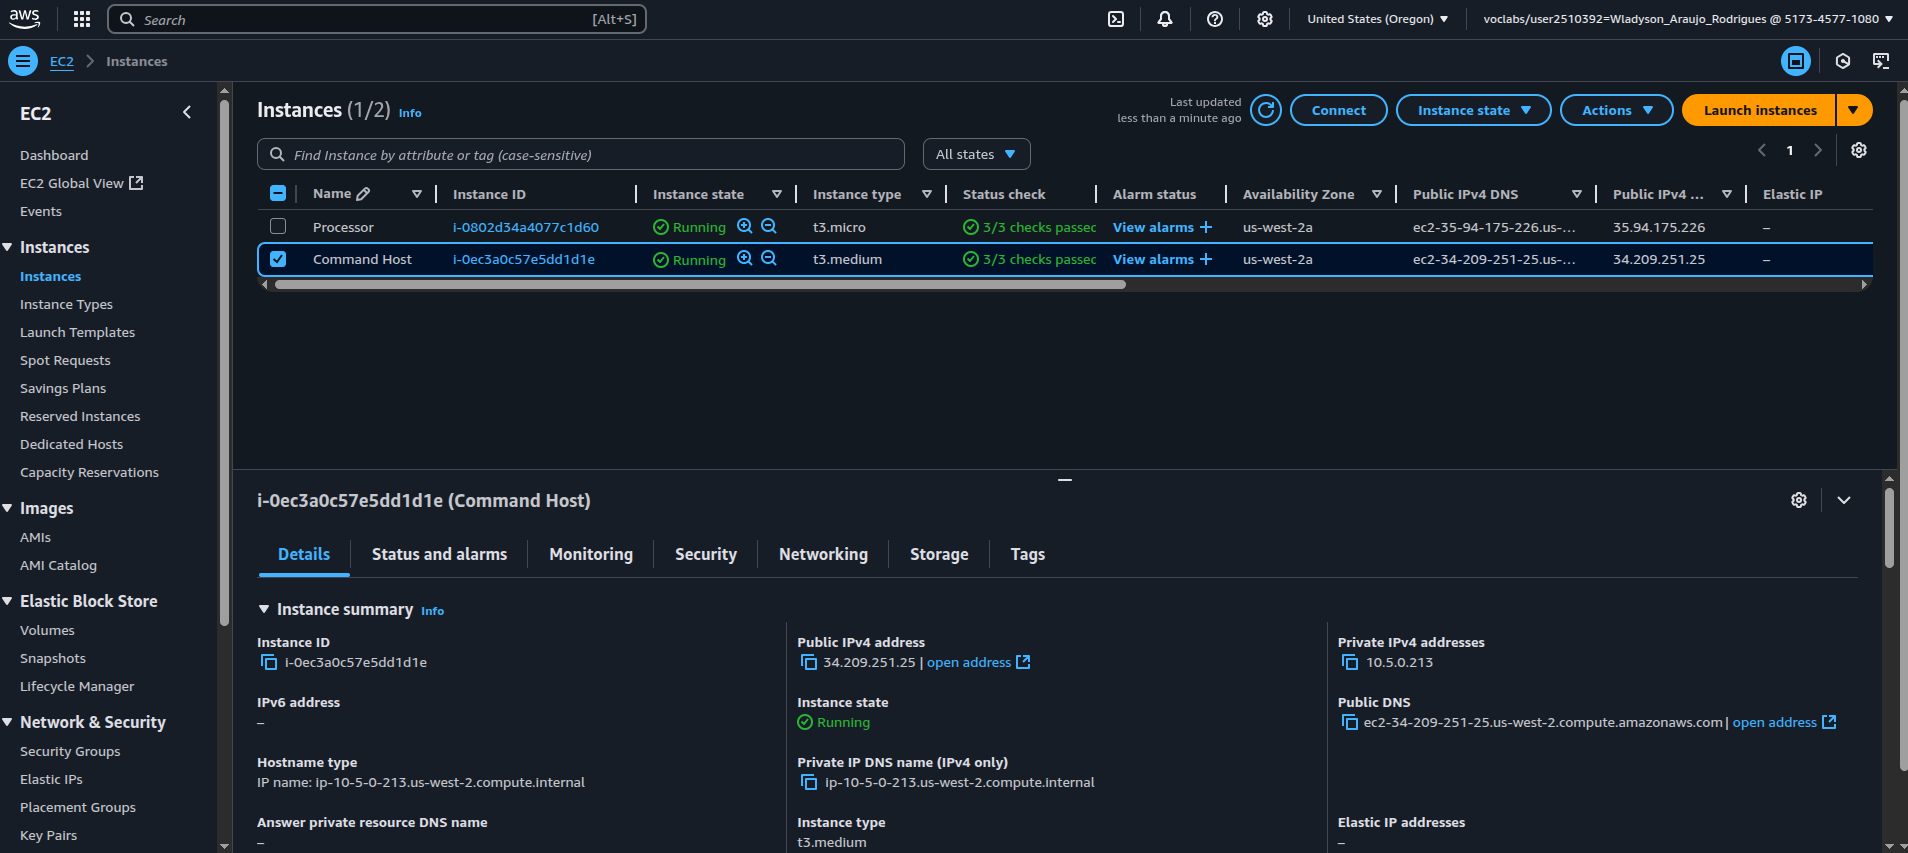 aws
Search [Alt+S]
United States (Oregon)
voclabs/user2510392=Wladyson_Araujo_Rodrigues @ 5173-4577-1080
EC2
Instances
EC2
Dashboard
EC2 Global View
Events
Instances
Instances
Instance Types
Launch Templates
Spot Requests
Savings Plans
Reserved Instances
Dedicated Hosts
Capacity Reservations
Images
AMIs
AMI Catalog
Elastic Block Store
Volumes
Snapshots
Lifecycle Manager
Network & Security
Security Groups
Elastic IPs
Placement Groups
Key Pairs
Instances (1/2) Info
Last updated
less than a minute ago
Connect
Instance state
Actions
Launch instances
Find Instance by attribute or tag (case-sensitive)
All states
1
Name Instance ID Instance state Instance type Status check Alarm status Availability Zone Public IPv4 DNS Public IPv4 ... Elastic IP
Processor i-0802d34a4077c1d60 Running t3.micro 3/3 checks passec View alarms + us-west-2a ec2-35-94-175-226.us-... 35.94.175.226 –
Command Host i-0ec3a0c57e5dd1d1e Running t3.medium 3/3 checks passec View alarms + us-west-2a ec2-34-209-251-25.us-... 34.209.251.25 –
i-0ec3a0c57e5dd1d1e (Command Host)
Details Status and alarms Monitoring Security Networking Storage Tags
Instance summary Info
Instance ID
i-0ec3a0c57e5dd1d1e
Public IPv4 address
34.209.251.25 | open address
Private IPv4 addresses
10.5.0.213
IPv6 address
–
Instance state
Running
Public DNS
ec2-34-209-251-25.us-west-2.compute.amazonaws.com | open address
Hostname type
IP name: ip-10-5-0-213.us-west-2.compute.internal
Private IP DNS name (IPv4 only)
ip-10-5-0-213.us-west-2.compute.internal
Answer private resource DNS name
–
Instance type
t3.medium
Elastic IP addresses
–